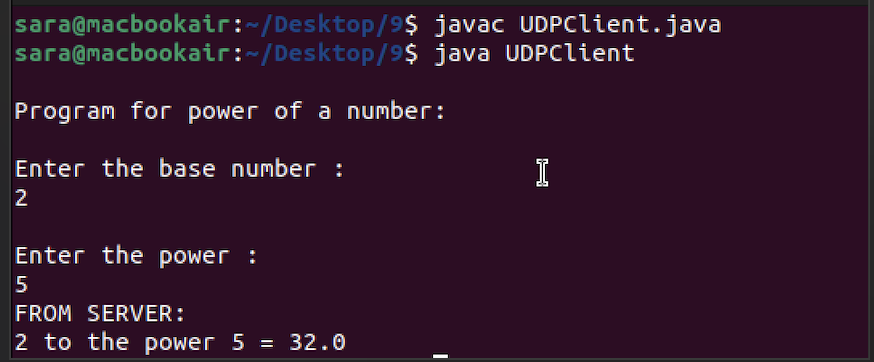 sara@macbookair:~/Desktop/9$ javac UDPClient.java
sara@macbookair:~/Desktop/9$ java UDPClient
Program for power of a number:
Enter the base number :
2
Enter the power :
5
FROM SERVER:
2 to the power 5 = 32.0